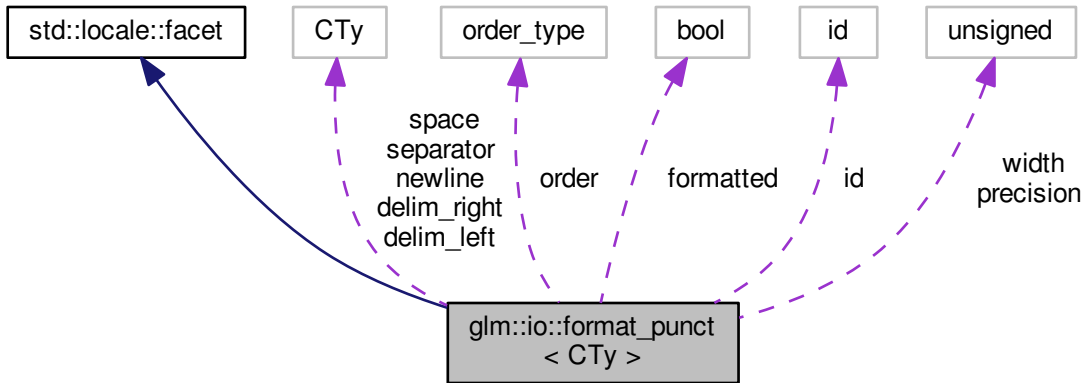 std::locale::facet
CTy
order_type
bool
id
unsigned
space
separator
newline
delim_right
delim_left
order
formatted
id
width
precision
glm::io::format_punct
< CTy >